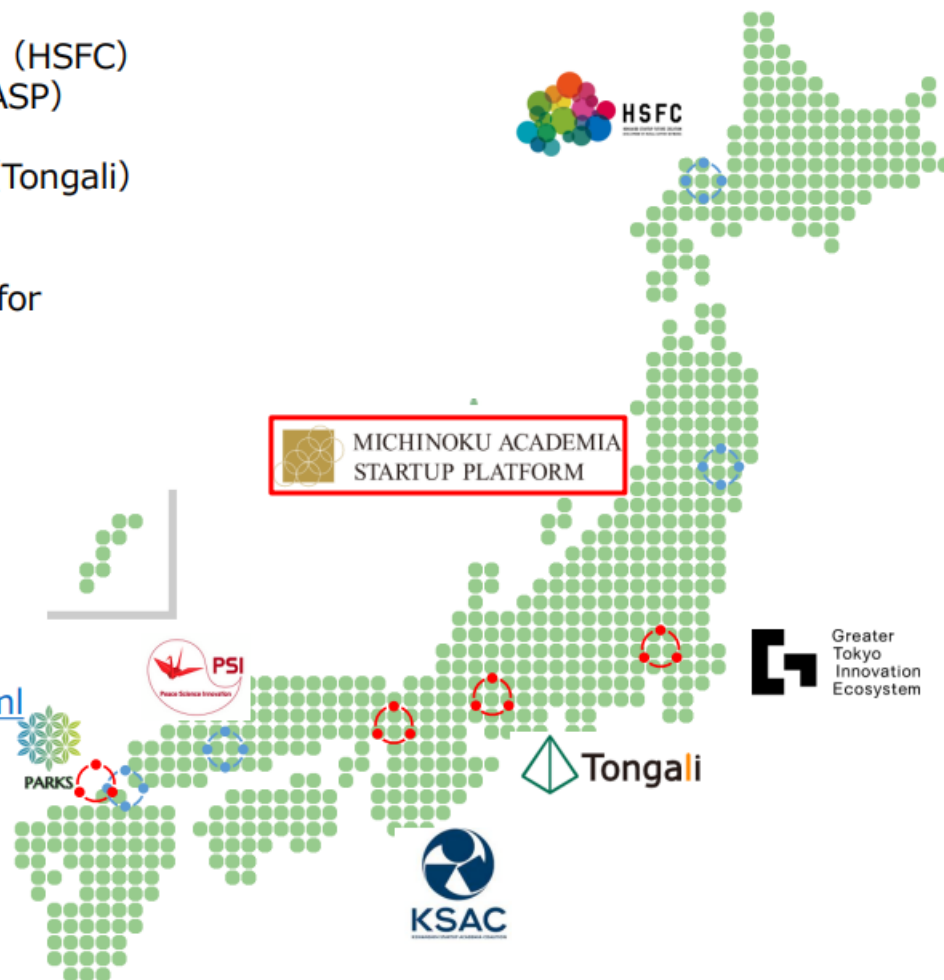 （HSFC）
ASP）
Tongali）
for
HSFC
MICHINOKU ACADEMIA
STARTUP PLATFORM
PSI
Peace Science Innovation
Greater
Tokyo
Innovation
Ecosystem
ml
PARKS
Tongali
KSAC